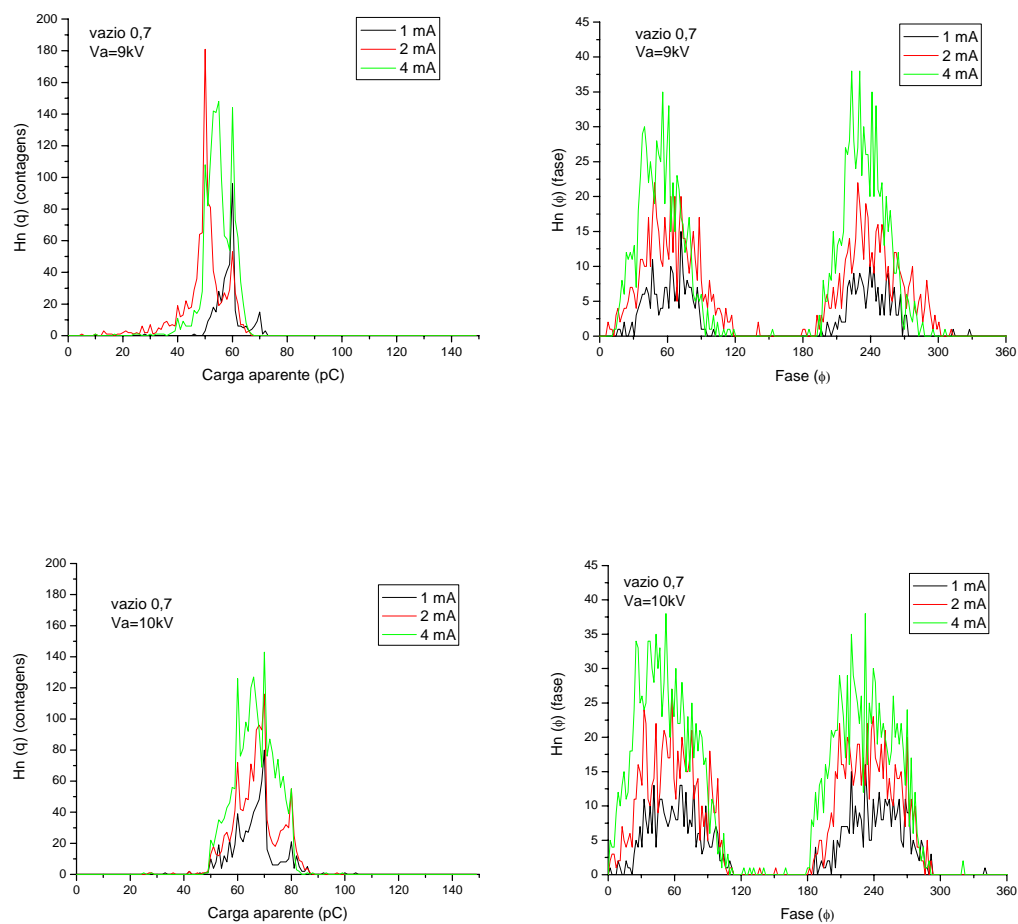 vazio 0,7
Va=9kV
1 mA
2 mA
4 mA
Hn (q) (contagens)
200
180
160
140
120
100
80
60
40
20
0
0 20 40 60 80 100 120 140
Carga aparente (pC)
vazio 0,7
Va=9kV
1 mA
2 mA
4 mA
Hn (ϕ) (fase)
45
40
35
30
25
20
15
10
5
0
0 60 120 180 240 300 360
Fase (ϕ)
vazio 0,7
Va=10kV
1 mA
2 mA
4 mA
Hn (q) (contagens)
200
180
160
140
120
100
80
60
40
20
0
0 20 40 60 80 100 120 140
Carga aparente (pC)
vazio 0,7
Va=10kV
1 mA
2 mA
4 mA
Hn (ϕ) (fase)
45
40
35
30
25
20
15
10
5
0
0 60 120 180 240 300 360
Fase (ϕ)